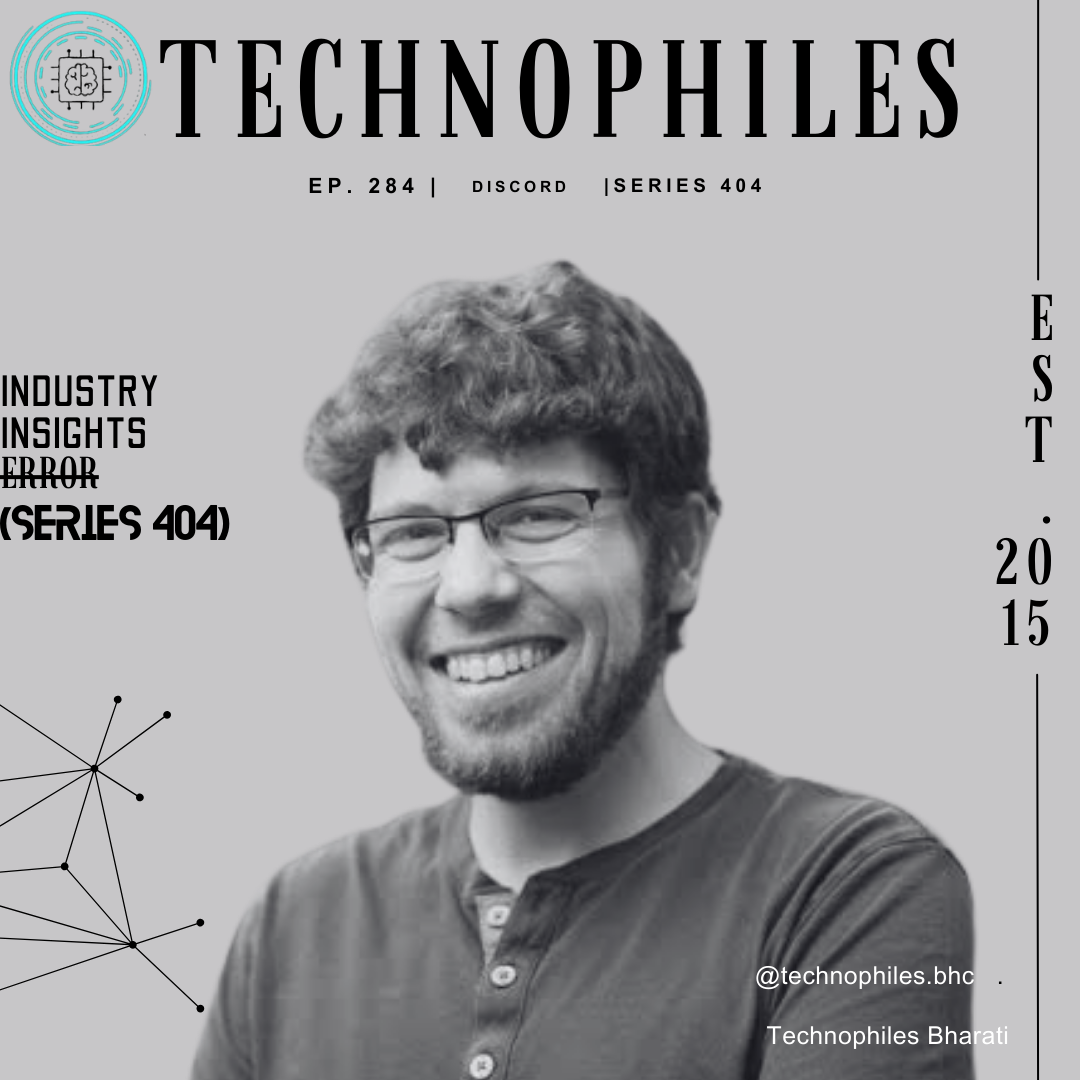 TECHNOPHILES
EP. 284 | DISCORD |SERIES 404
INDUSTRY
INSIGHTS
ERROR
(SERIES 404)
E
S
T
.
20
15
@technophiles.bhc .
Technophiles Bharati